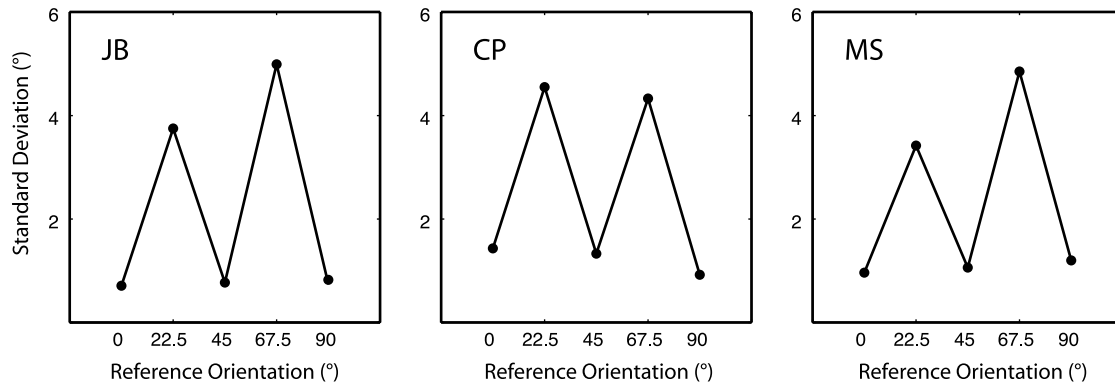 6
4
2
Standard Deviation (°)
JB
0 22.5 45 67.5 90
Reference Orientation (°)
6
4
2
CP
0 22.5 45 67.5 90
Reference Orientation (°)
6
4
2
MS
0 22.5 45 67.5 90
Reference Orientation (°)